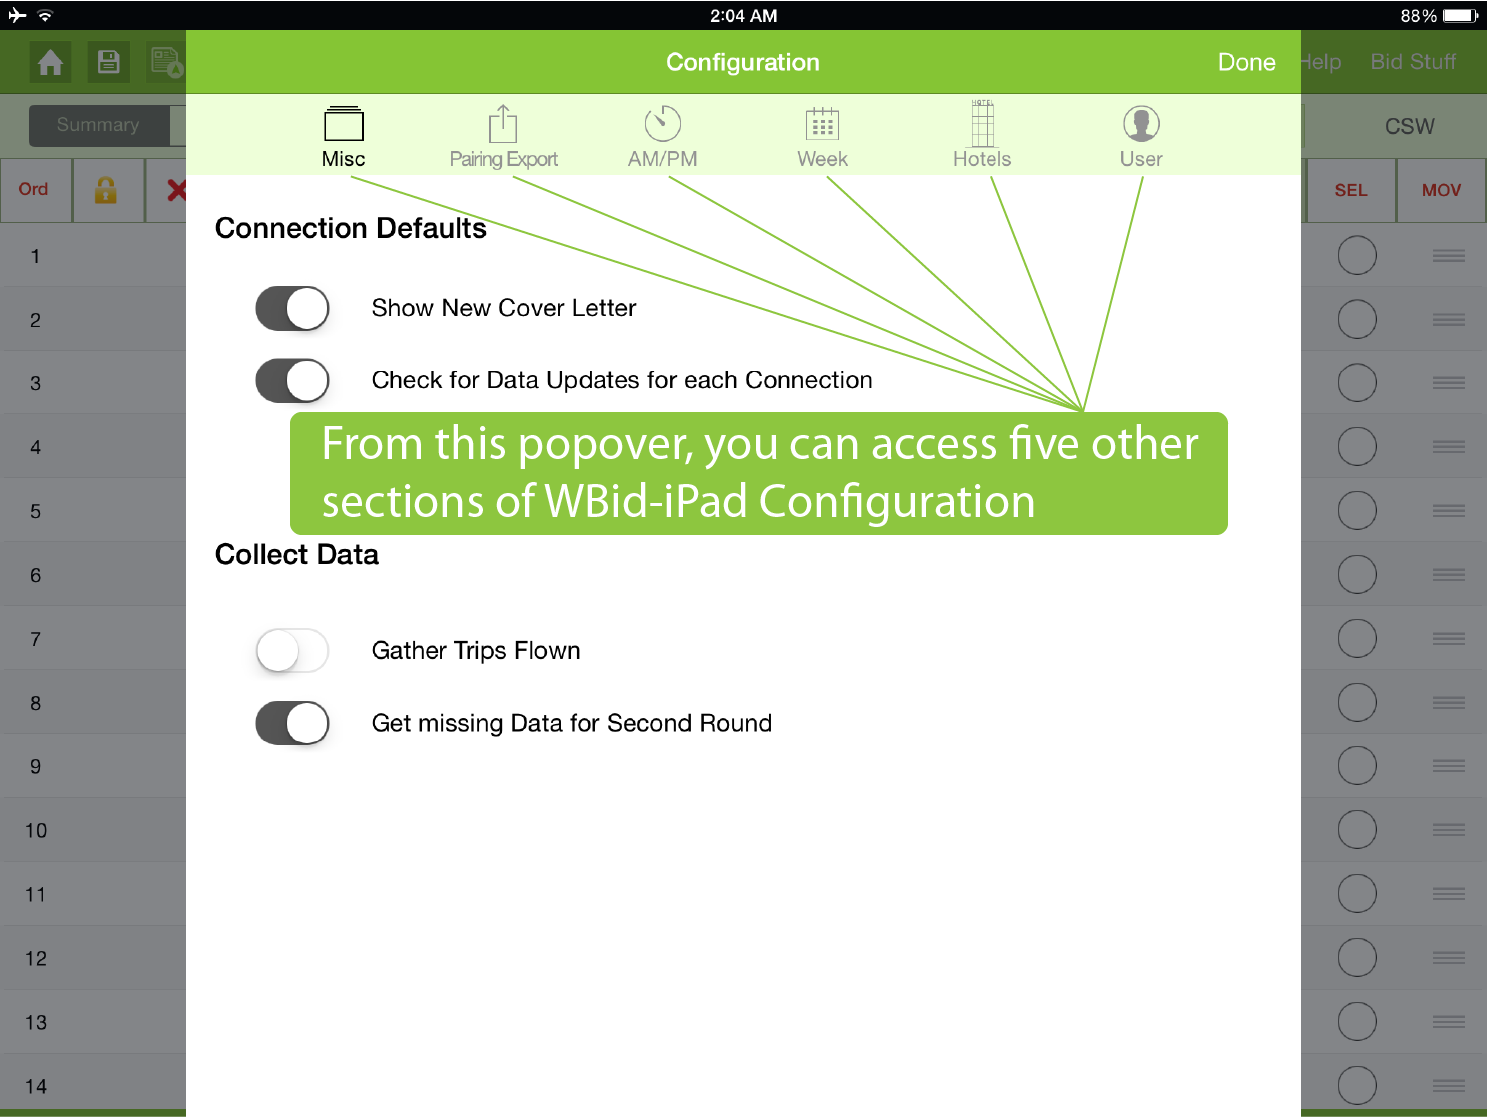 2:04 AM
88%
Configuration
Done
Help
Bid Stuff
Summary
CSW
HOTEL
Misc
Pairing Export
AM/PM
Week
Hotels
User
Ord
SEL
MOV
Connection Defaults
1
Show New Cover Letter
2
Check for Data Updates for each Connection
3
From this popover, you can access five other
4
sections of WBid-iPad Configuration
5
Collect Data
6
Gather Trips Flown
7
Get missing Data for Second Round
8
9
10
11
12
13
14